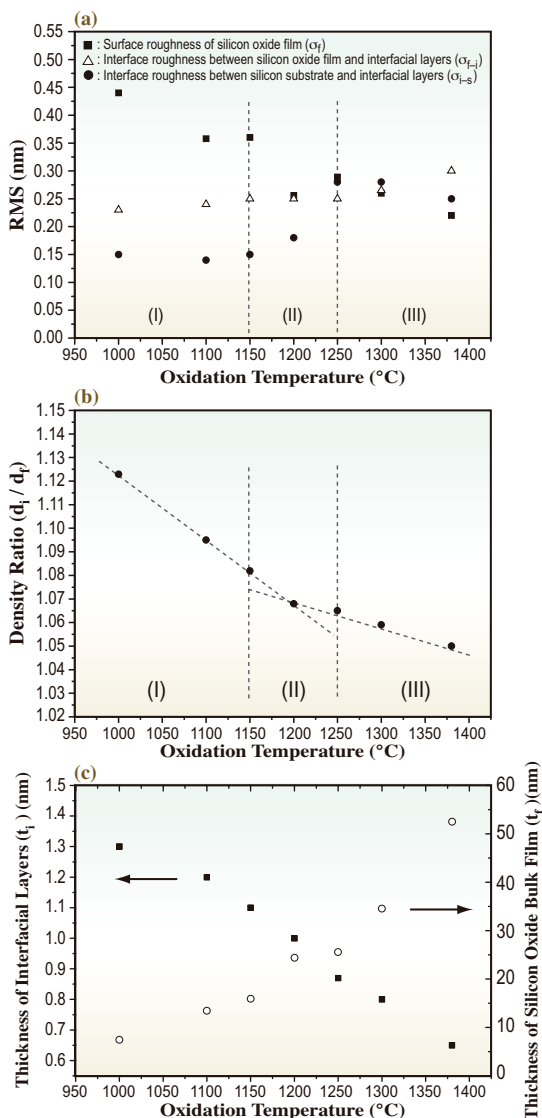 (a)
■ : Surface roughness of silicon oxide film (σf)
△ : Interface roughness between silicon oxide film and interfacial layers (σf–i)
● : Interface roughness betwen silicon substrate and interfacial layers (σi–s)
0.55
0.50
0.45
0.40
0.35
0.30
0.25
0.20
0.15
0.10
0.05
0.00
RMS (nm)
(I)
(II)
(III)
950 1000 1050 1100 1150 1200 1250 1300 1350 1400
Oxidation Temperature (°C)
(b)
1.15
1.14
1.13
1.12
1.11
1.10
1.09
1.08
1.07
1.06
1.05
1.04
1.03
1.02
Density Ratio (di / df)
(I)
(II)
(III)
950 1000 1050 1100 1150 1200 1250 1300 1350 1400
Oxidation Temperature (°C)
(c)
1.5
1.4
1.3
1.2
1.1
1.0
0.9
0.8
0.7
0.6
Thickness of Interfacial Layers (ti ) (nm)
60
50
40
30
20
10
0
Thickness of Silicon Oxide Bulk Film (tf )(nm)
950 1000 1050 1100 1150 1200 1250 1300 1350 1400
Oxidation Temperature (°C)